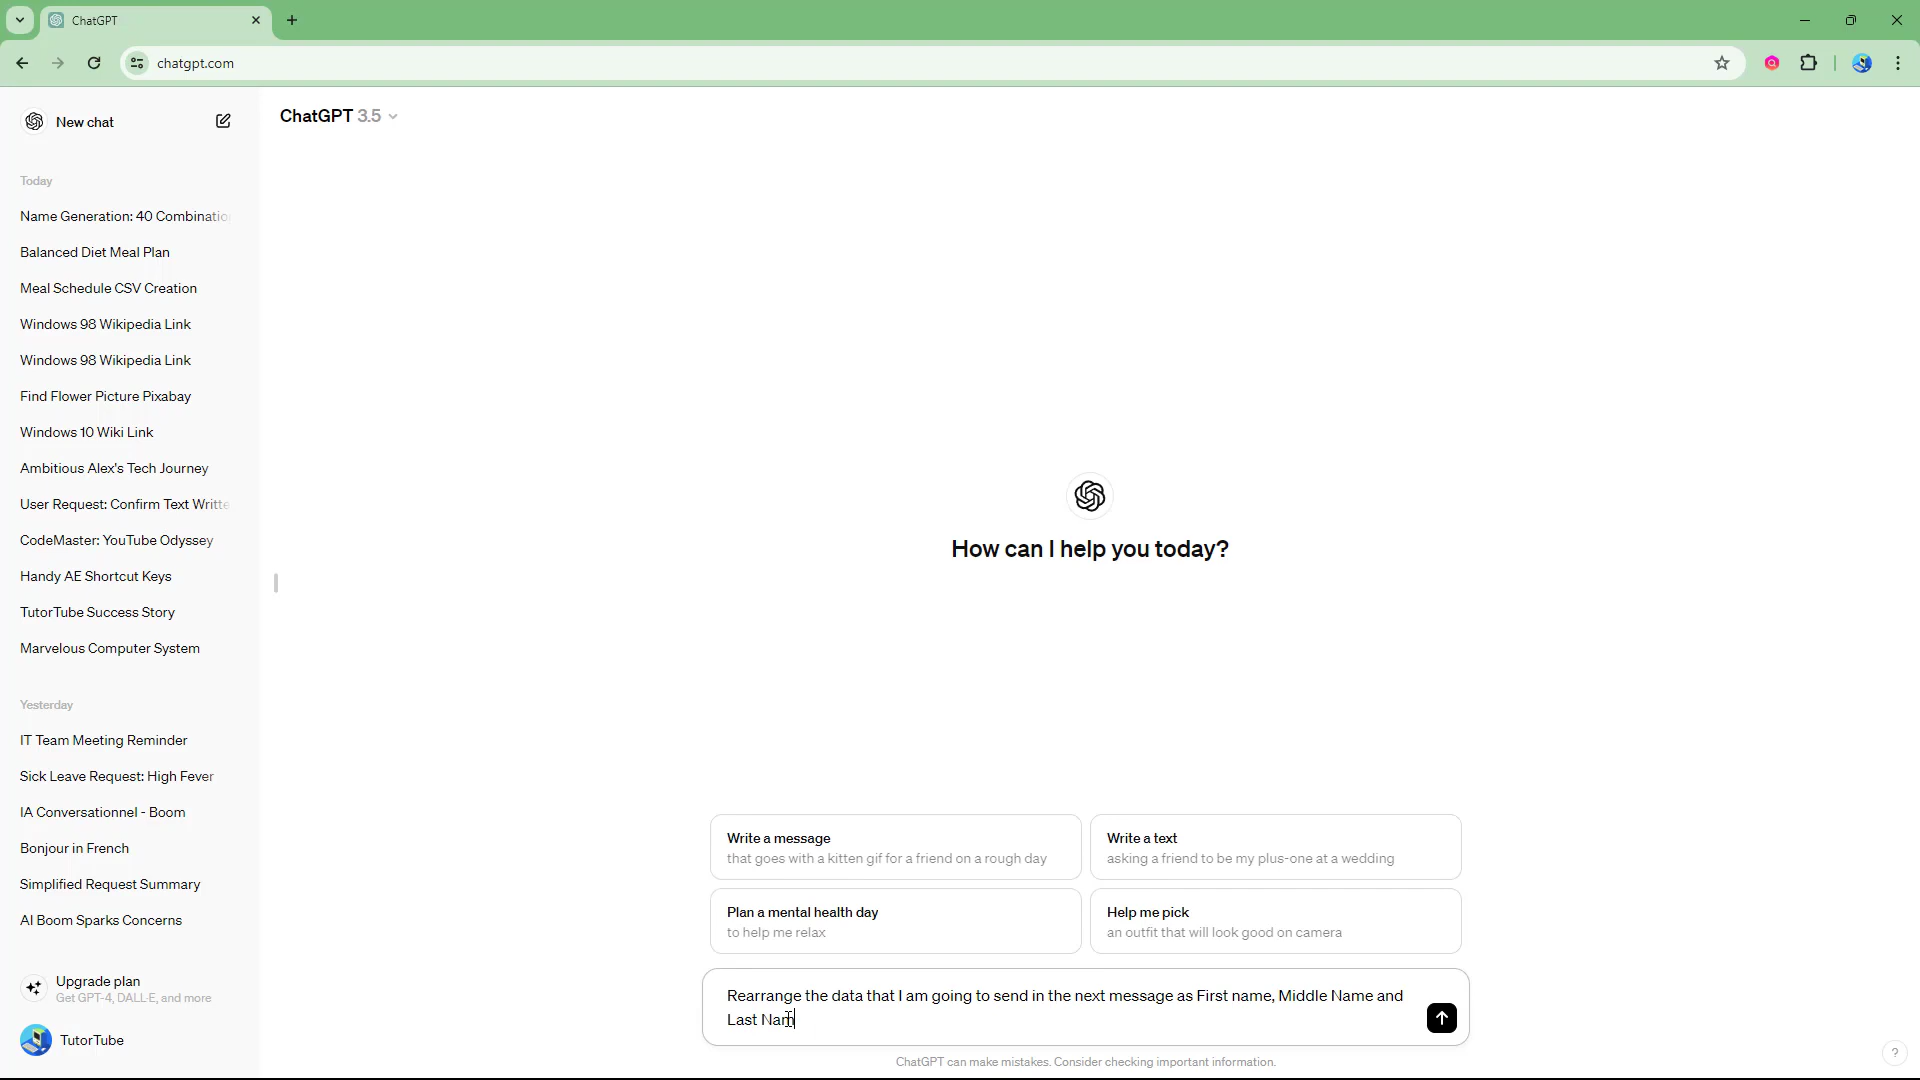 ChatGPT
chatgpt.com
New chat
ChatGPT 3.5
Today
Name Generation: 40 Combinatio
Balanced Diet Meal Plan
Meal Schedule CSV Creation
Windows 98 Wikipedia Link
Windows 98 Wikipedia Link
Find Flower Picture Pixabay
Windows 10 Wiki Link
Ambitious Alex's Tech Journey
User Request: Confirm Text Writte
CodeMaster: YouTube Odyssey
Handy AE Shortcut Keys
TutorTube Success Story
Marvelous Computer System
Yesterday
IT Team Meeting Reminder
Sick Leave Request: High Fever
IA Conversationnel - Boom
Bonjour in French
Simplified Request Summary
AI Boom Sparks Concerns
Upgrade plan
Get GPT-4, DALL·E, and more
TutorTube
How can I help you today?
Write a message
that goes with a kitten gif for a friend on a rough day
Write a text
asking a friend to be my plus-one at a wedding
Plan a mental health day
to help me relax
Help me pick
an outfit that will look good on camera
Rearrange the data that I am going to send in the next message as First name, Middle Name and
Last Nam
ChatGPT can make mistakes. Consider checking important information.
?